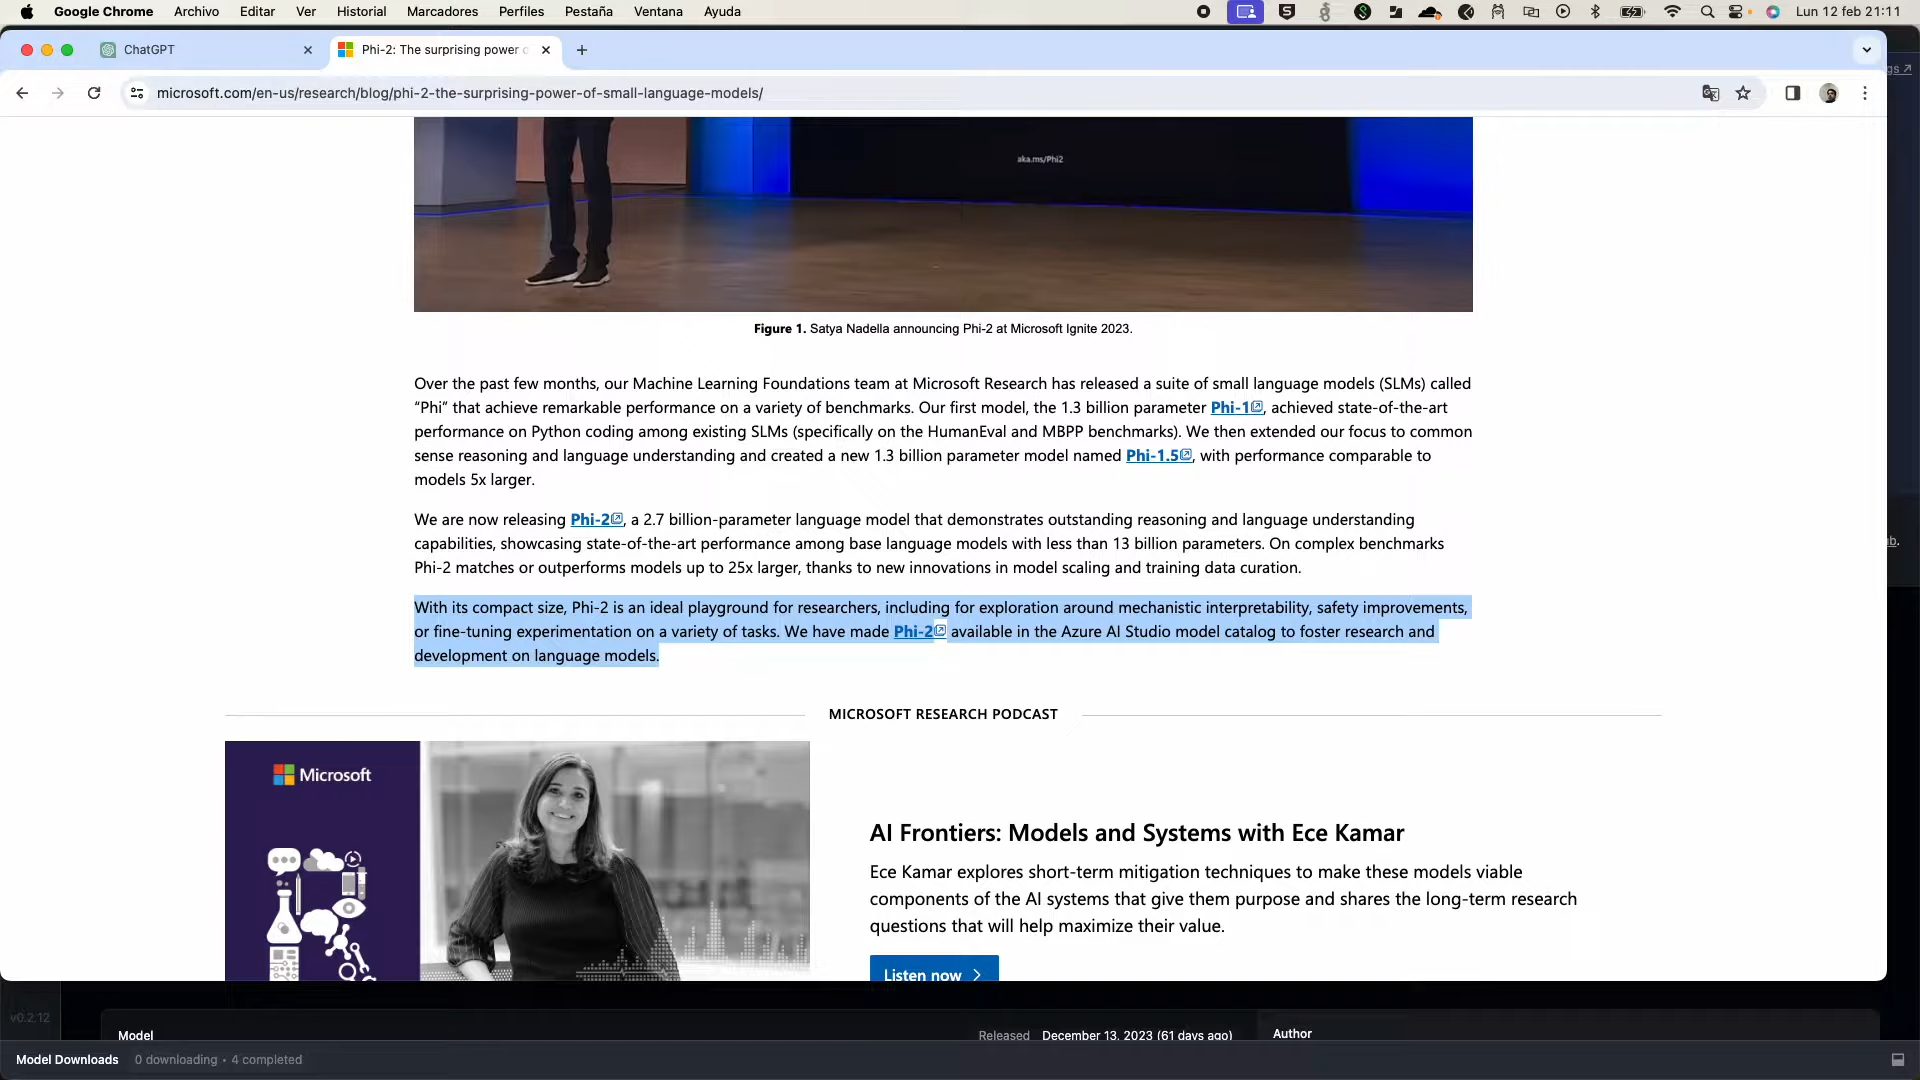 Google Chrome Archivo Editar Ver Historial Marcadores Perfiles Pestaña Ventana Ayuda Lun 12 feb 21:11
ChatGPT Phi-2: The surprising power o
microsoft.com/en-us/research/blog/phi-2-the-surprising-power-of-small-language-models/
gs
aka.ms/Phi2
Figure 1. Satya Nadella announcing Phi-2 at Microsoft Ignite 2023.
Over the past few months, our Machine Learning Foundations team at Microsoft Research has released a suite of small language models (SLMs) called
“Phi” that achieve remarkable performance on a variety of benchmarks. Our first model, the 1.3 billion parameter Phi-1, achieved state-of-the-art
performance on Python coding among existing SLMs (specifically on the HumanEval and MBPP benchmarks). We then extended our focus to common
sense reasoning and language understanding and created a new 1.3 billion parameter model named Phi-1.5, with performance comparable to
models 5x larger.
We are now releasing Phi-2, a 2.7 billion-parameter language model that demonstrates outstanding reasoning and language understanding
capabilities, showcasing state-of-the-art performance among base language models with less than 13 billion parameters. On complex benchmarks
ub.
Phi-2 matches or outperforms models up to 25x larger, thanks to new innovations in model scaling and training data curation.
With its compact size, Phi-2 is an ideal playground for researchers, including for exploration around mechanistic interpretability, safety improvements,
or fine-tuning experimentation on a variety of tasks. We have made Phi-2 available in the Azure AI Studio model catalog to foster research and
development on language models.
MICROSOFT RESEARCH PODCAST
Microsoft
AI Frontiers: Models and Systems with Ece Kamar
Ece Kamar explores short-term mitigation techniques to make these models viable
components of the AI systems that give them purpose and shares the long-term research
questions that will help maximize their value.
Listen now
v0.2.12
Model Released December 13, 2023 (61 days ago) Author
Model Downloads 0 downloading • 4 completed